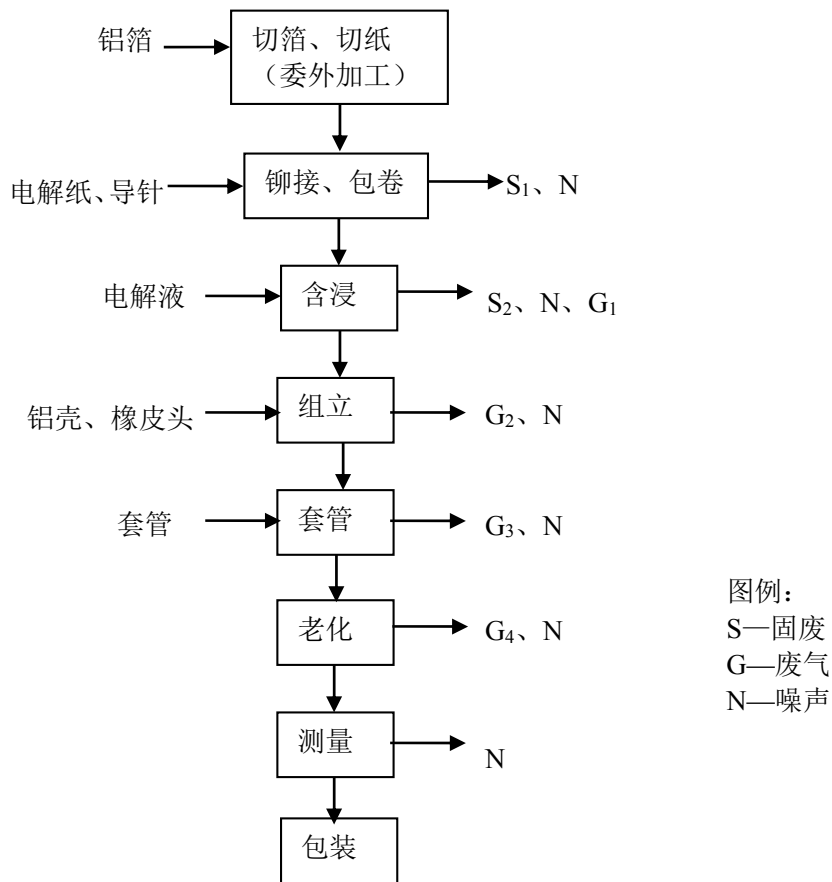 铝箔
切箔、切纸
（委外加工）
电解纸、导针
铆接、包卷
S₁、N
电解液
含浸
S₂、N、G₁
铝壳、橡皮头
组立
G₂、N
套管
套管
G₃、N
老化
G₄、N
测量
N
包装
图例：
S—固废
G—废气
N—噪声